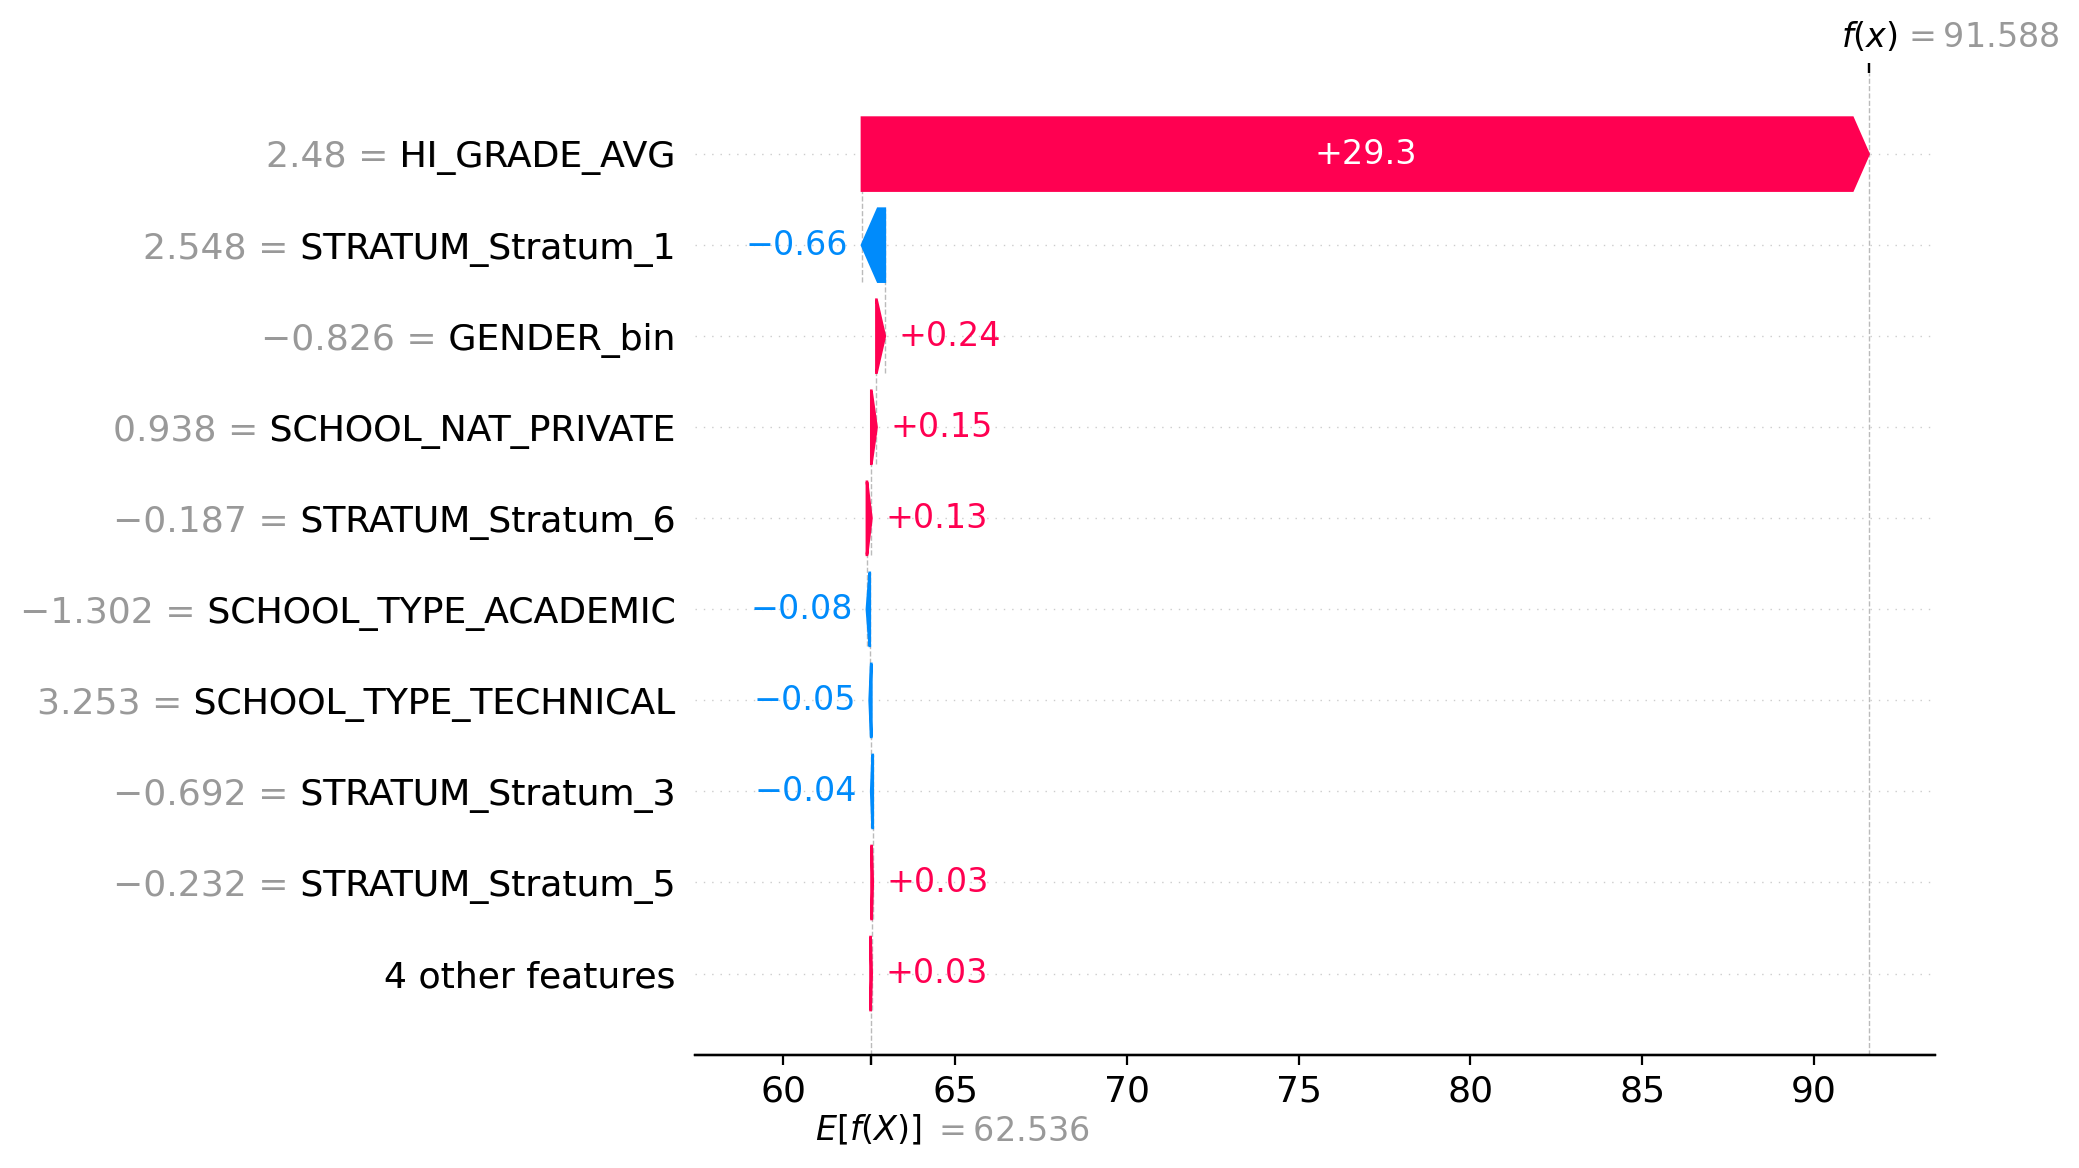 f(x) = 91.588
2.48 = HI_GRADE_AVG +29.3
2.548 = STRATUM_Stratum_1 −0.66
−0.826 = GENDER_bin +0.24
0.938 = SCHOOL_NAT_PRIVATE +0.15
−0.187 = STRATUM_Stratum_6 +0.13
−1.302 = SCHOOL_TYPE_ACADEMIC −0.08
3.253 = SCHOOL_TYPE_TECHNICAL −0.05
−0.692 = STRATUM_Stratum_3 −0.04
−0.232 = STRATUM_Stratum_5 +0.03
4 other features +0.03
60 65 70 75 80 85 90
E[f(X)] = 62.536